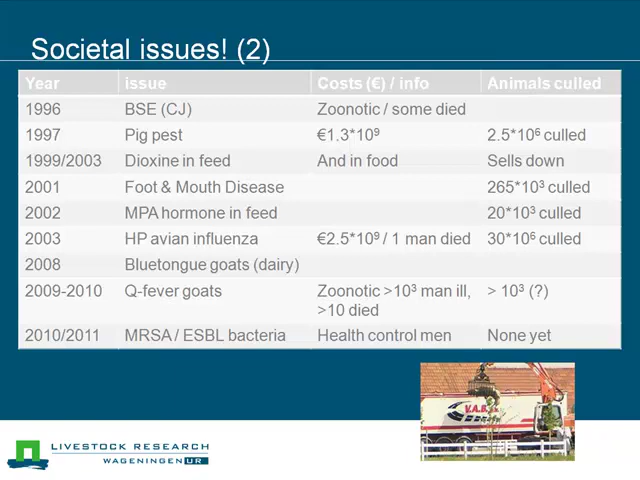 Societal issues! (2)
Year issue Costs (€) / info Animals culled
1996 BSE (CJ) Zoonotic / some died
1997 Pig pest €1.3*10⁹ 2.5*10⁶ culled
1999/2003 Dioxine in feed And in food Sells down
2001 Foot & Mouth Disease 265*10³ culled
2002 MPA hormone in feed 20*10³ culled
2003 HP avian influenza €2.5*10⁹ / 1 man died 30*10⁶ culled
2008 Bluetongue goats (dairy)
2009-2010 Q-fever goats Zoonotic >10³ man ill, > 10³ (?)
>10 died
2010/2011 MRSA / ESBL bacteria Health control men None yet
V.A.B.
LIVESTOCK RESEARCH
WAGENINGEN UR